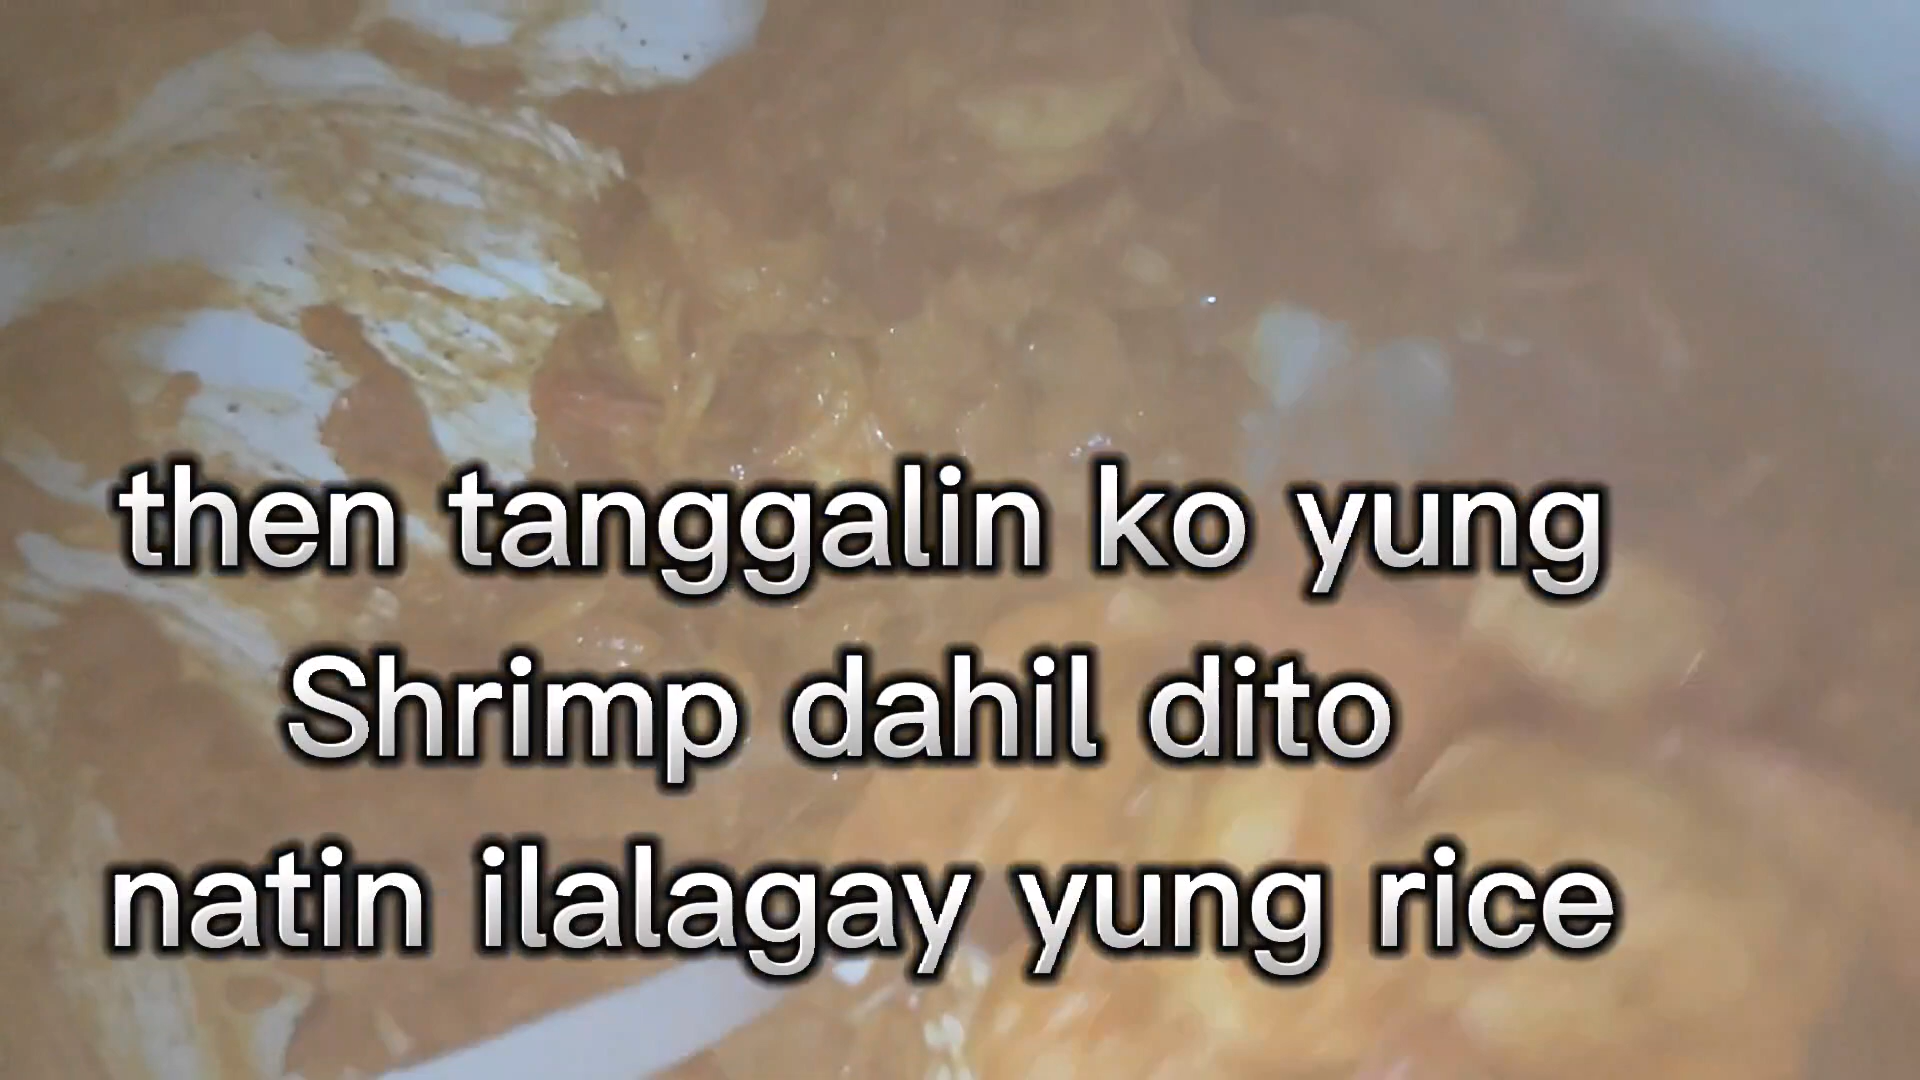 then tanggalin ko yung
Shrimp dahil dito
natin ilalagay yung rice